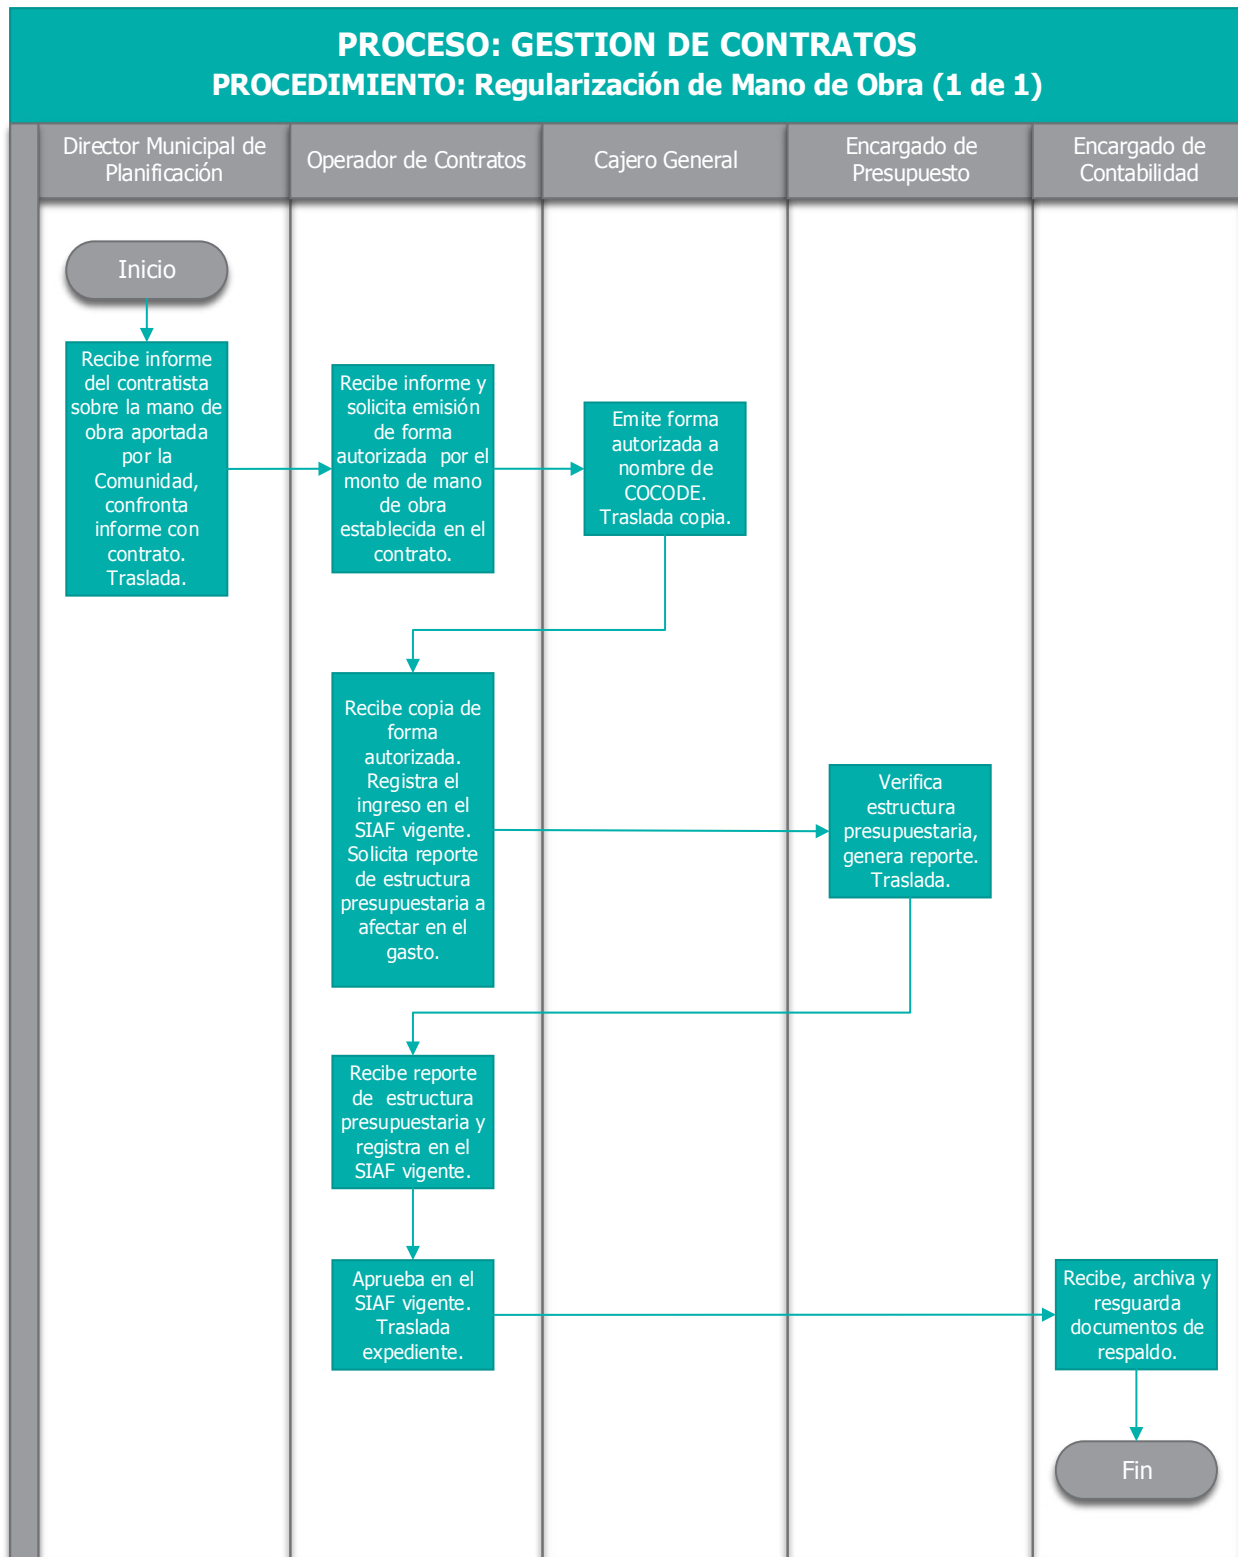 PROCESO: GESTION DE CONTRATOS
PROCEDIMIENTO: Regularización de Mano de Obra (1 de 1)
Director Municipal de
Planificación
Operador de Contratos
Cajero General
Encargado de
Presupuesto
Encargado de
Contabilidad
Inicio
Recibe informe
del contratista
sobre la mano de
obra aportada
por la
Comunidad,
confronta
informe con
contrato.
Traslada.
Recibe informe y
solicita emisión
de forma
autorizada por el
monto de mano
de obra
establecida en el
contrato.
Emite forma
autorizada a
nombre de
COCODE.
Traslada copia.
Recibe copia de
forma
autorizada.
Registra el
ingreso en el
SIAF vigente.
Solicita reporte
de estructura
presupuestaria a
afectar en el
gasto.
Verifica
estructura
presupuestaria,
genera reporte.
Traslada.
Recibe reporte
de estructura
presupuestaria y
registra en el
SIAF vigente.
Aprueba en el
SIAF vigente.
Traslada
expediente.
Recibe, archiva y
resguarda
documentos de
respaldo.
Fin